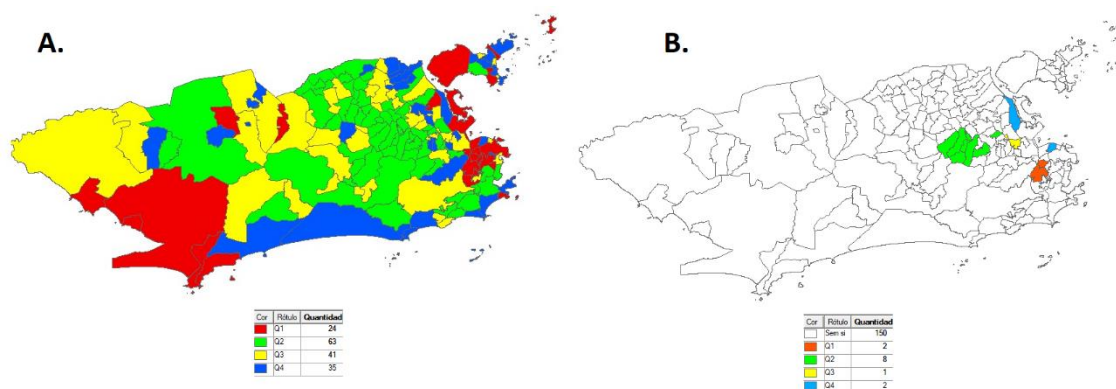 A.
B.
Cor Rótulo Quantidad
Q1 24
Q2 63
Q3 41
Q4 35
Cor Rótulo Quantidad
Sem si 150
Q1 2
Q2 8
Q3 1
Q4 2